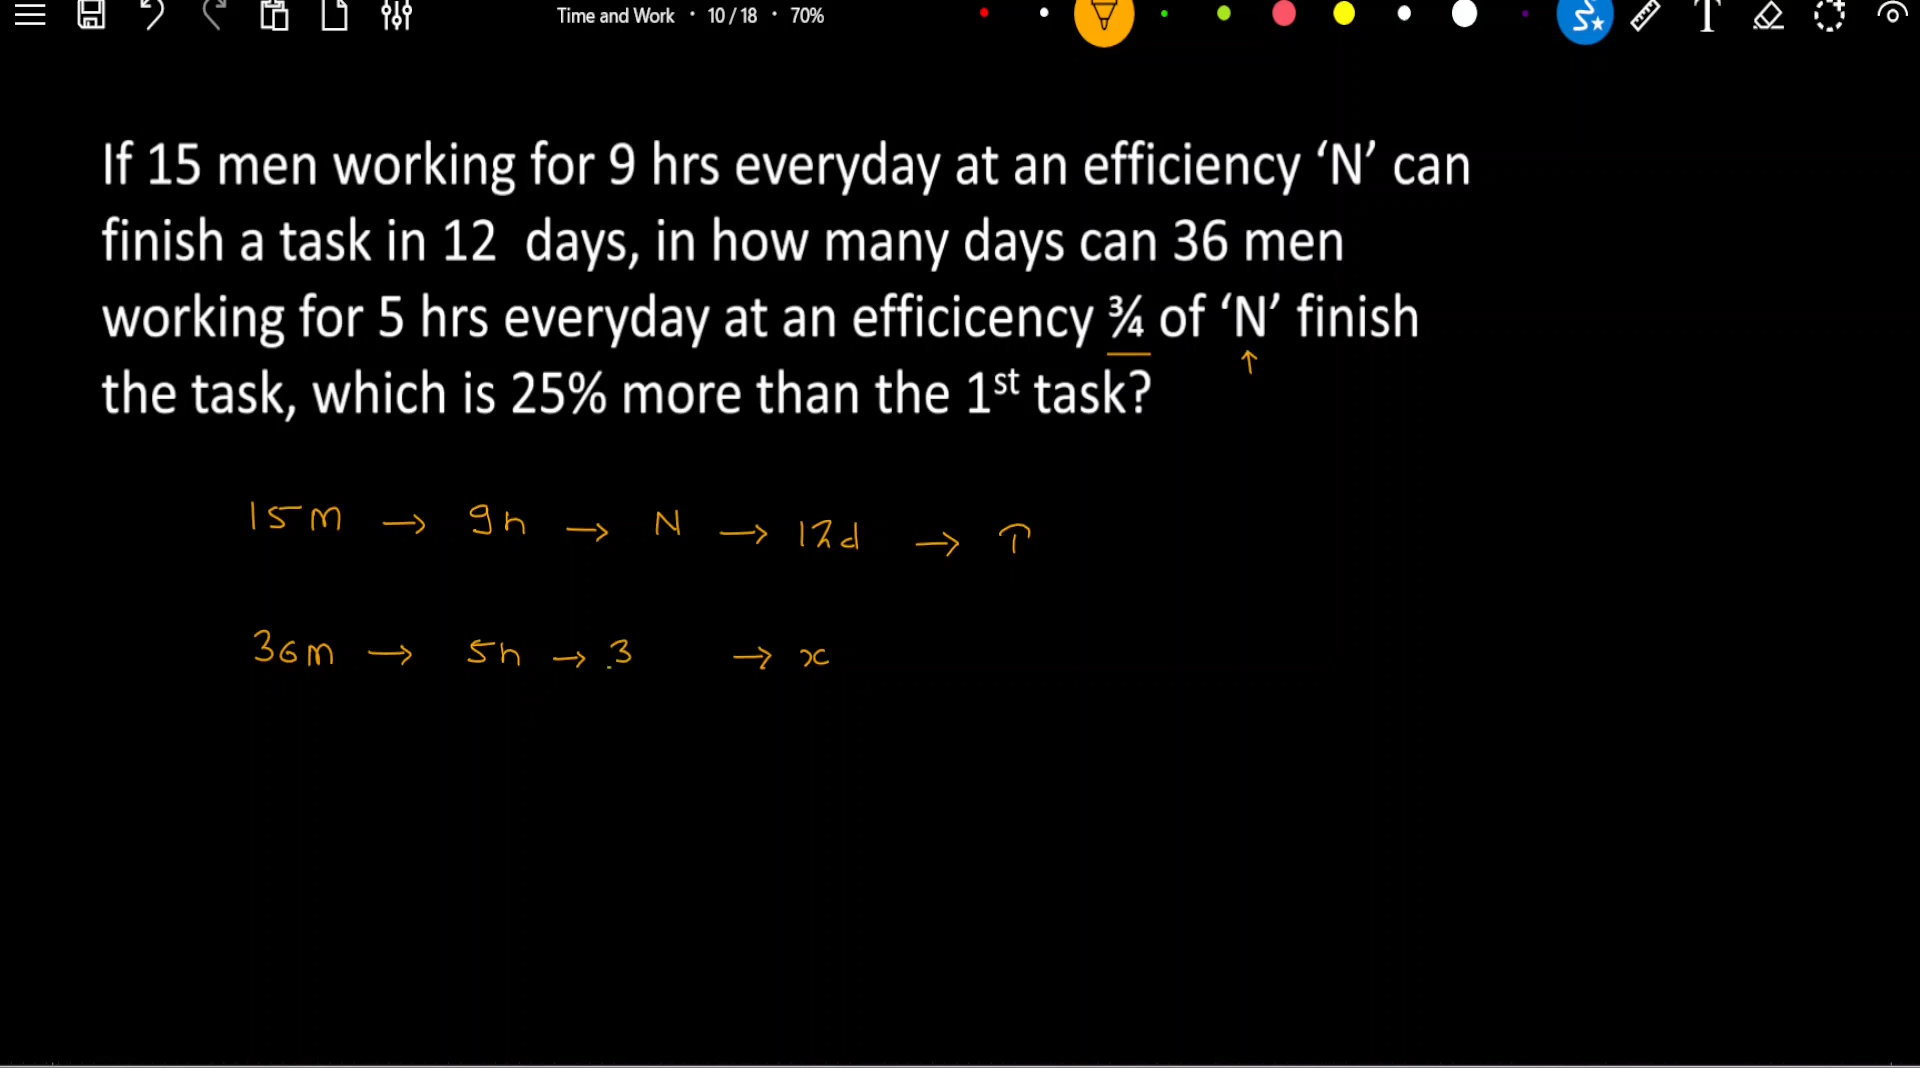 Time and Work · 10 / 18 · 70%
T
If 15 men working for 9 hrs everyday at an efficiency ‘N’ can
finish a task in 12 days, in how many days can 36 men
working for 5 hrs everyday at an efficicency ¾ of ‘N’ finish
↑
the task, which is 25% more than the 1st task?
15m → 9h → N → 12d → T
36m → 5h → 3 → x